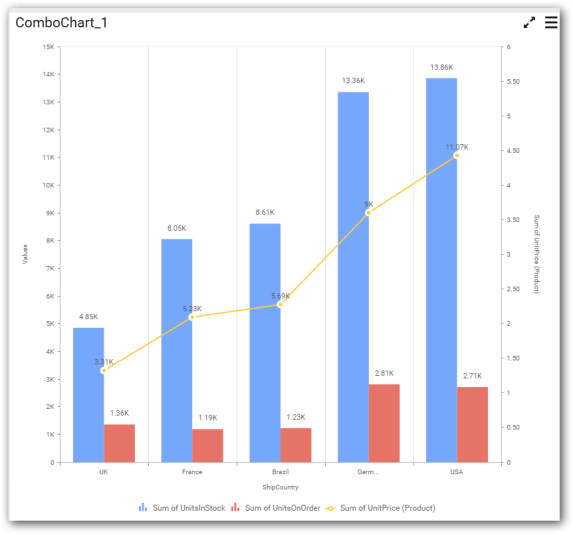 ComboChart_1
15K
14K
13K
12K
11K
10K
9K
8K
7K
6K
5K
4K
3K
2K
1K
0
Values
4.85K
3.31K
1.36K
8.05K
5.23K
1.19K
8.61K
5.69K
1.23K
13.36K
9K
2.81K
13.86K
11.07K
2.71K
6
5.50
5
4.50
4
3.50
3
2.50
2
1.50
1
0.50
0
Sum of UnitPrice (Product)
UK France Brazil Germ... USA
ShipCountry
Sum of UnitsInStock Sum of UnitsOnOrder Sum of UnitPrice (Product)